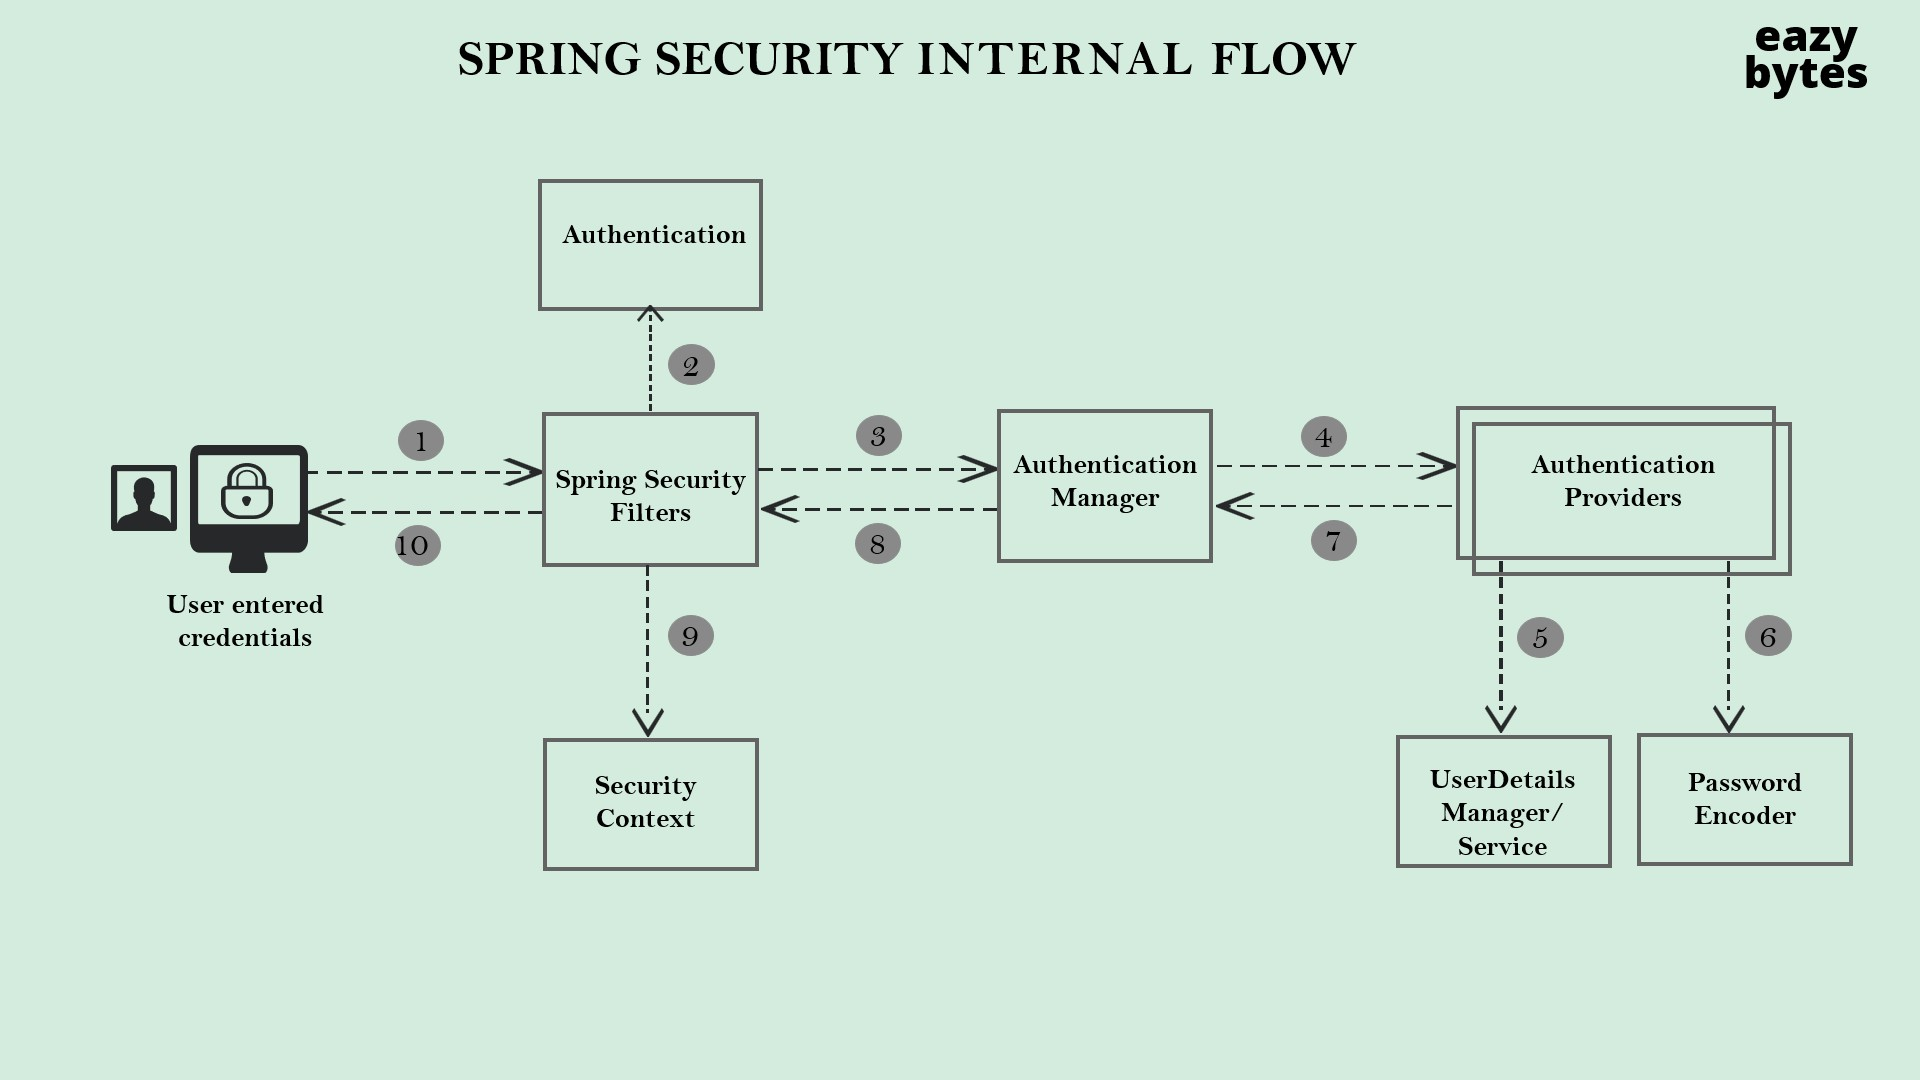 SPRING SECURITY INTERNAL FLOW
eazy
bytes
Authentication
2
1
3
4
Spring Security
Filters
Authentication
Manager
Authentication
Providers
10
8
7
User entered
credentials
9
5
6
Security
Context
UserDetails
Manager/
Service
Password
Encoder